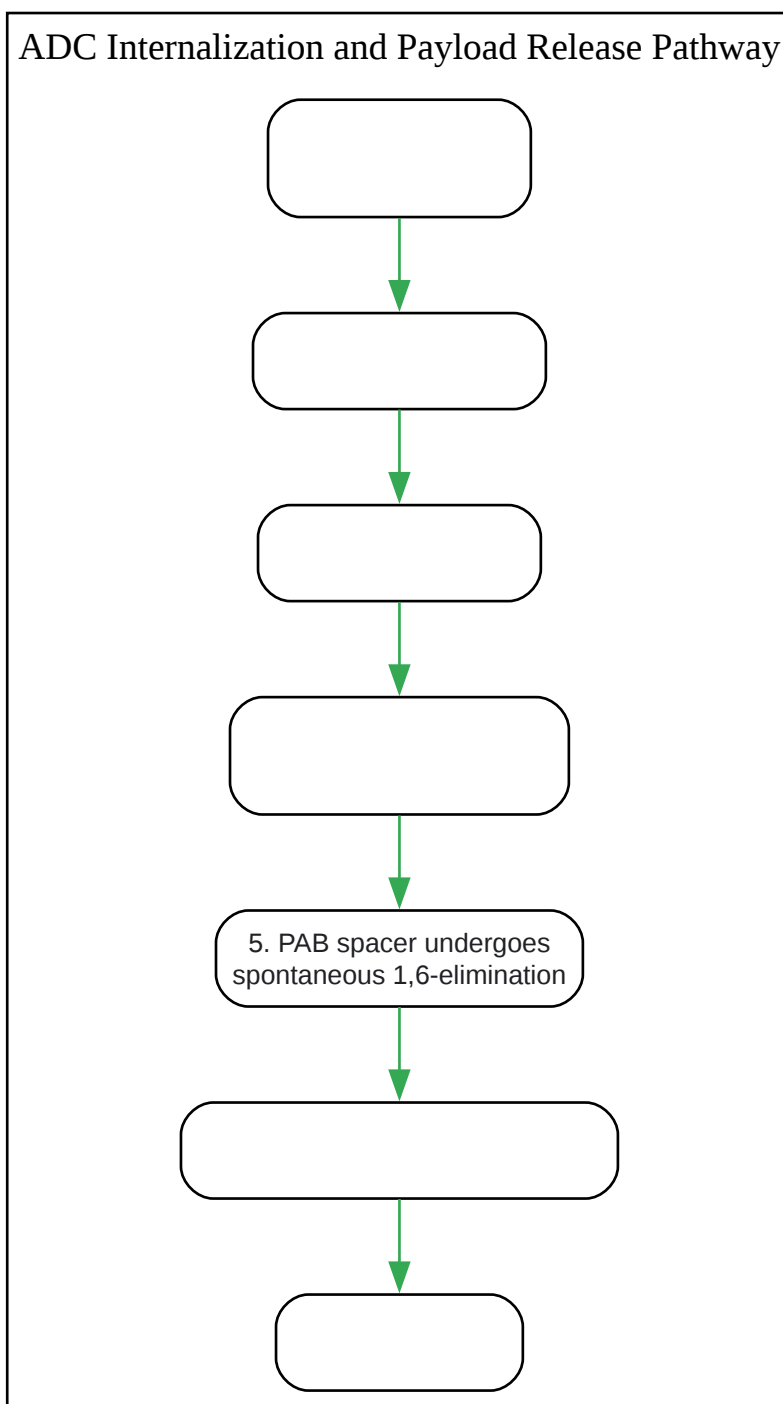 ADC Internalization and Payload Release Pathway
5. PAB spacer undergoes
spontaneous 1,6-elimination